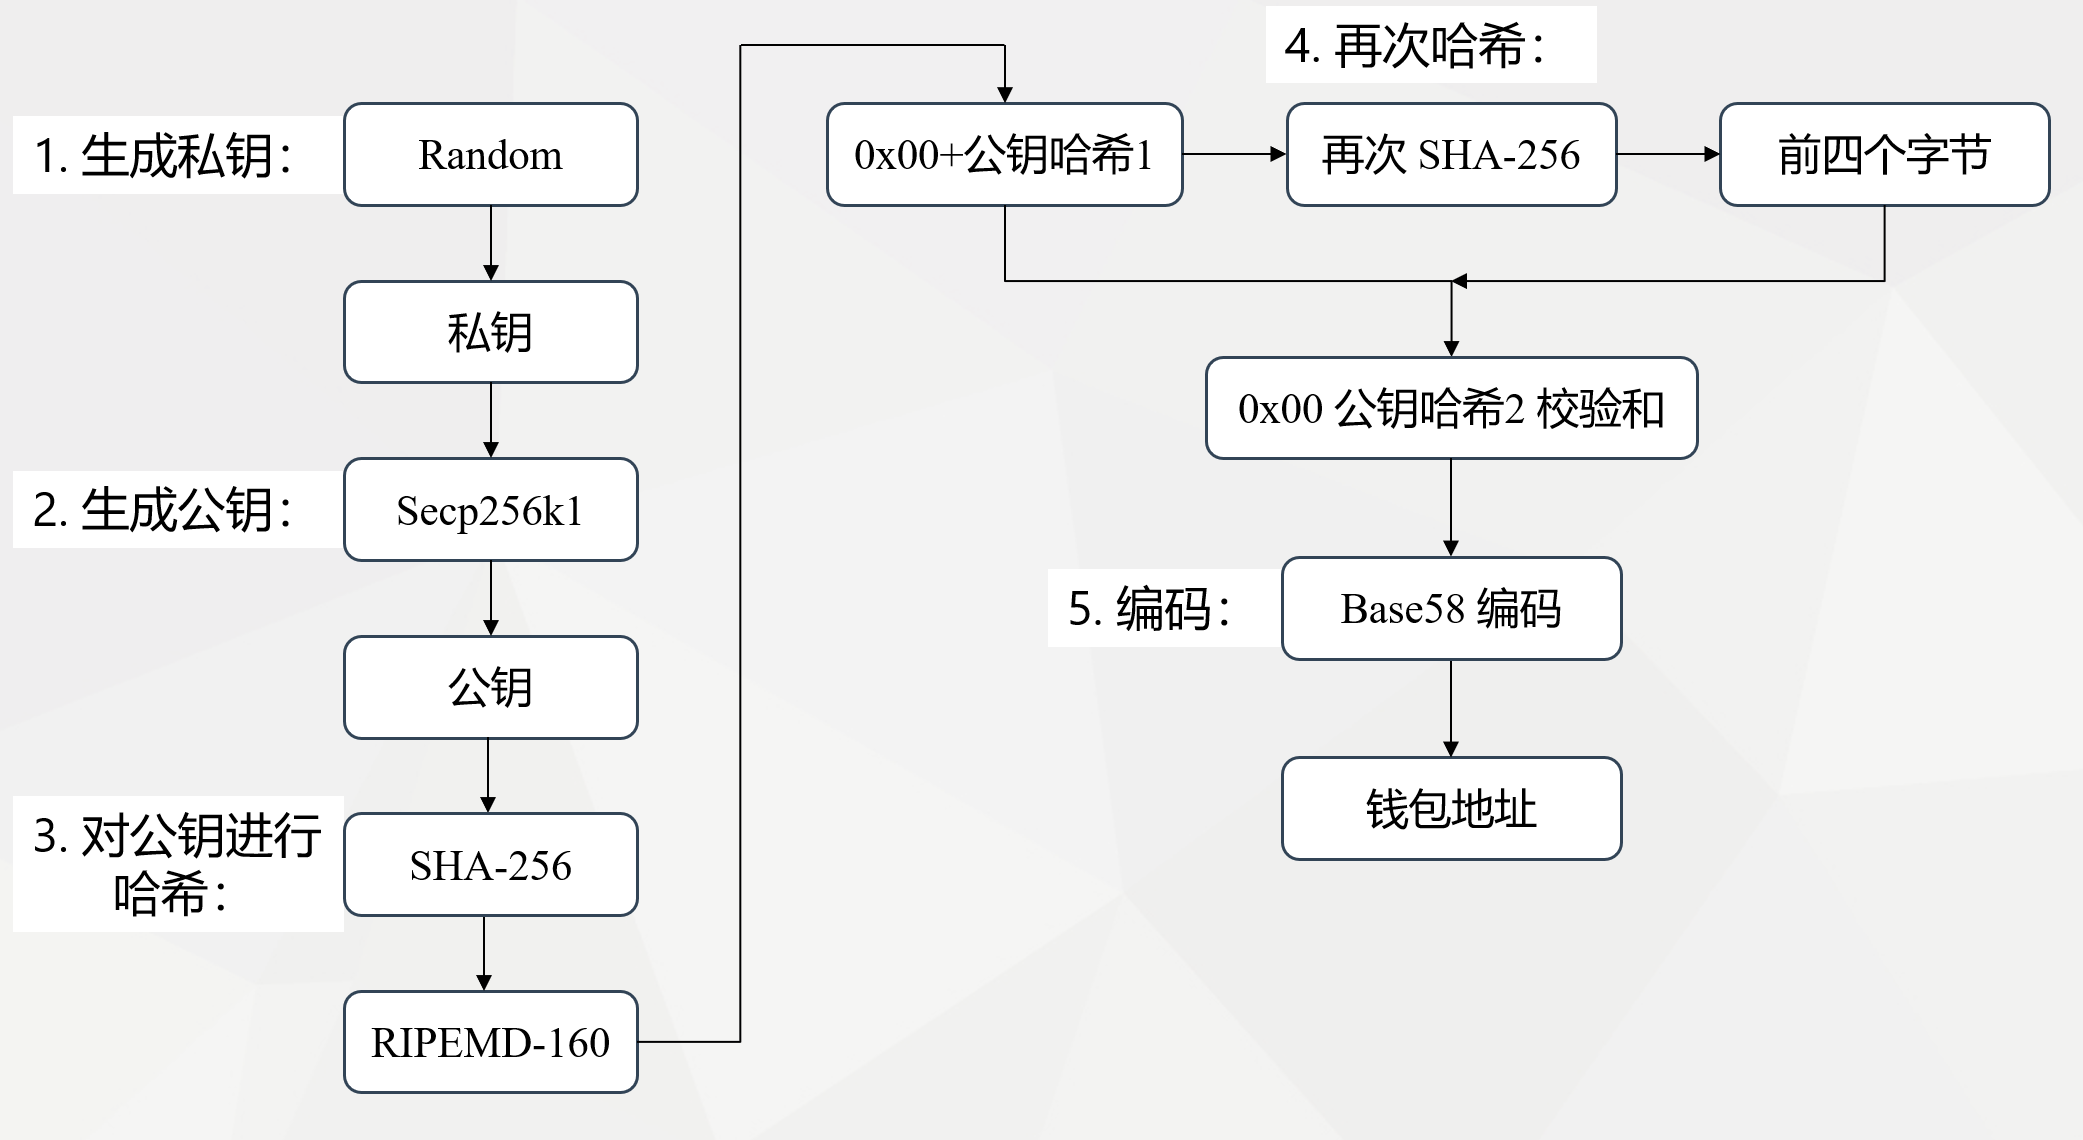 1. 生成私钥：
Random
私钥
2. 生成公钥：
Secp256k1
公钥
3. 对公钥进行
哈希：
SHA-256
RIPEMD-160
4. 再次哈希：
0x00+公钥哈希1
再次 SHA-256
前四个字节
0x00 公钥哈希2 校验和
5. 编码：
Base58 编码
钱包地址